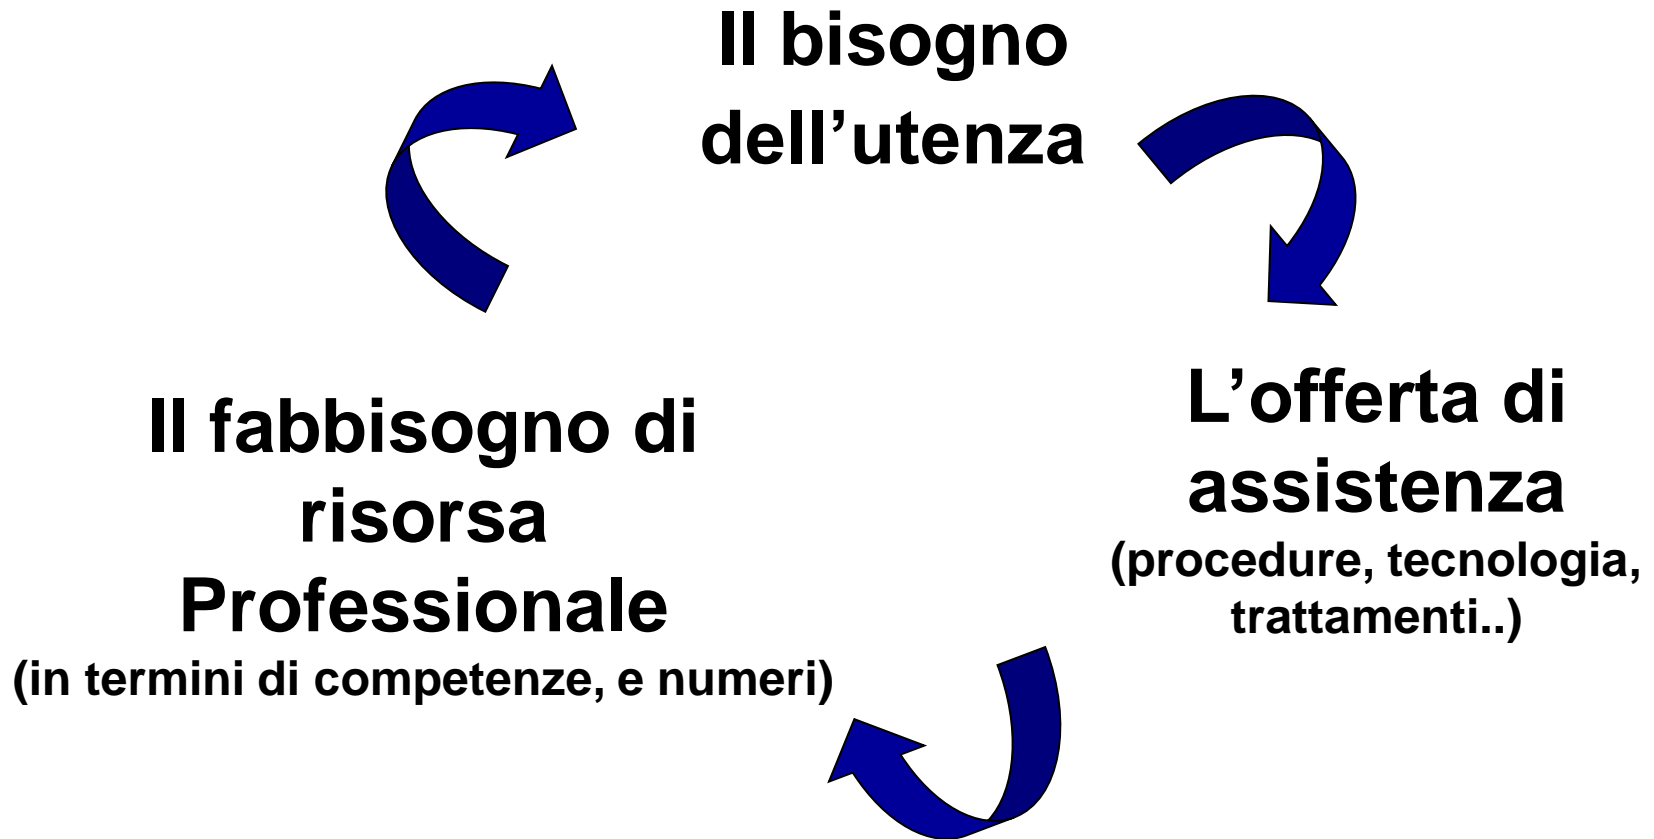 Il bisogno
dell’utenza
L’offerta di
assistenza
(procedure, tecnologia,
trattamenti..)
Il fabbisogno di
risorsa
Professionale
(in termini di competenze, e numeri)